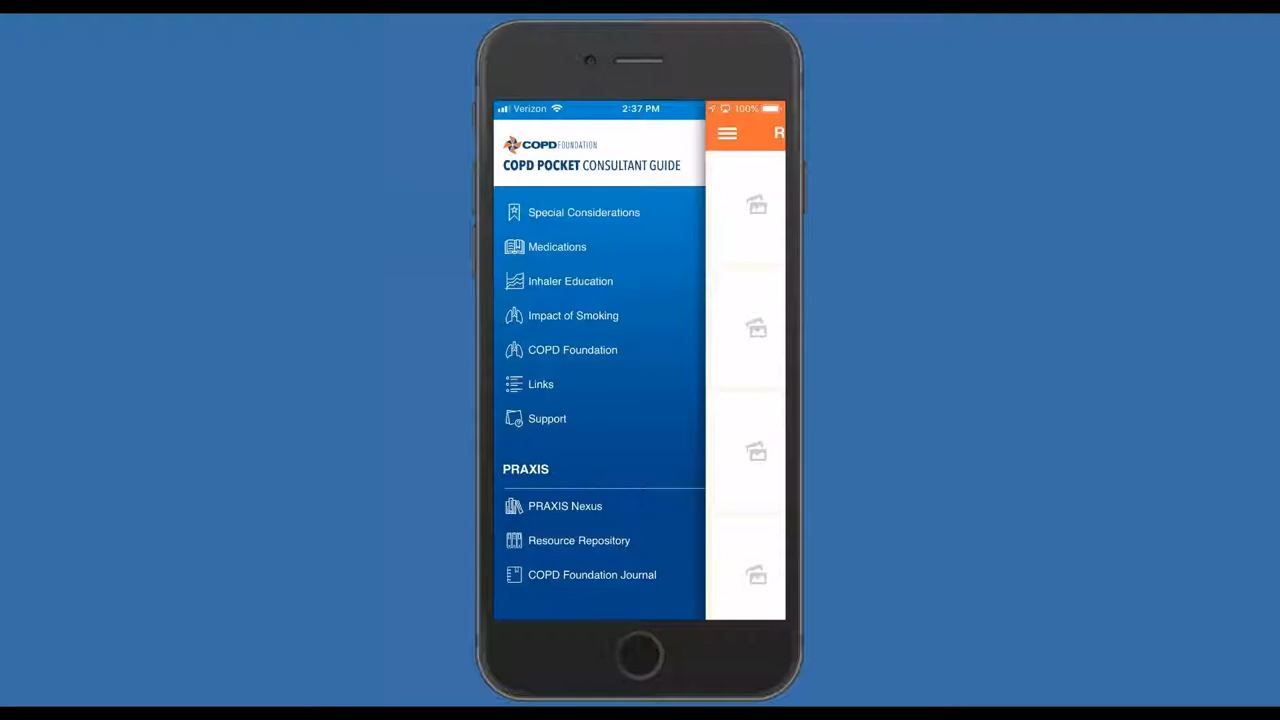 Verizon 2:37 PM 100%
COPD FOUNDATION
COPD POCKET CONSULTANT GUIDE
R
Special Considerations
Medications
Inhaler Education
Impact of Smoking
COPD Foundation
Links
Support
PRAXIS
PRAXIS Nexus
Resource Repository
COPD Foundation Journal